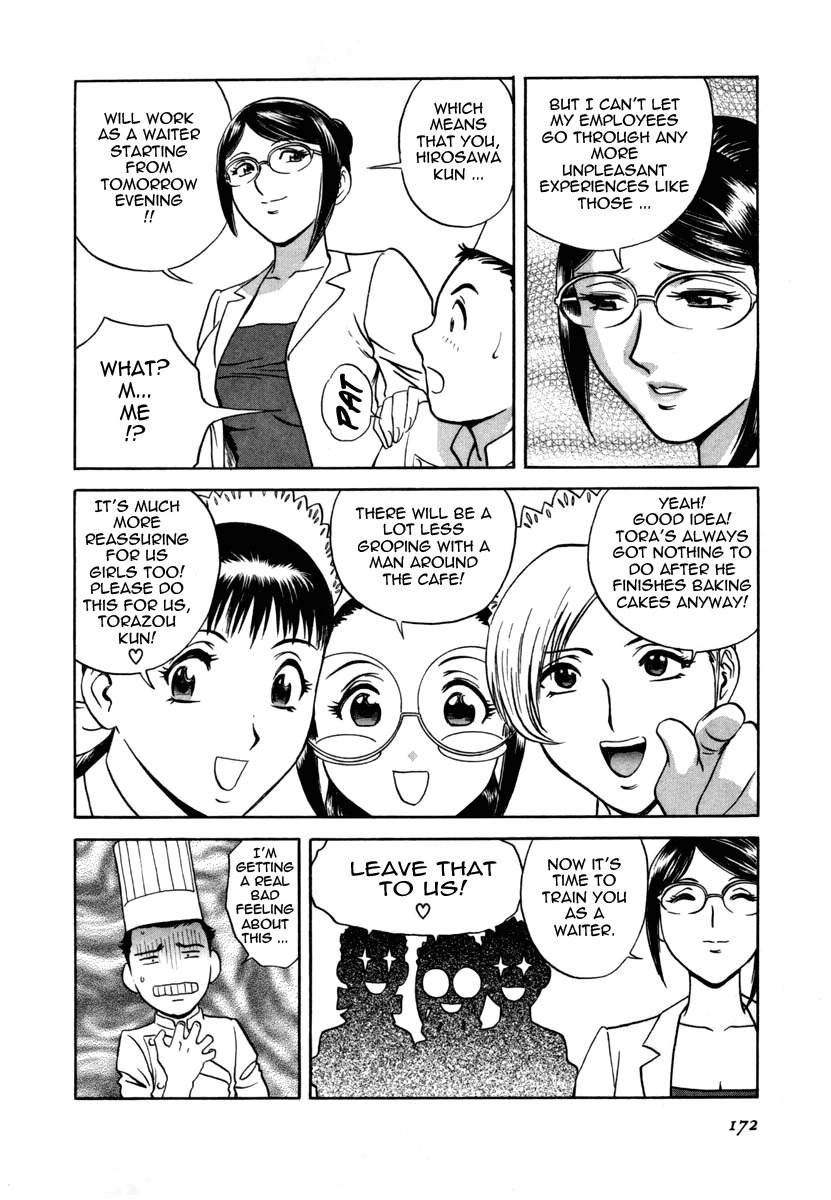 BUT I CAN'T LET
MY EMPLOYEES
GO THROUGH ANY
MORE
UNPLEASANT
EXPERIENCES LIKE
THOSE ...
WHICH
MEANS
THAT YOU,
HIROSAWA
KUN ...
WILL WORK
AS A WAITER
STARTING
FROM
TOMORROW
EVENING
!!
PAT
WHAT?
M...
ME
!?
YEAH!
GOOD IDEA!
TORA'S ALWAYS
GOT NOTHING TO
DO AFTER HE
FINISHES BAKING
CAKES ANYWAY!
THERE WILL BE A
LOT LESS
GROPING WITH A
MAN AROUND
THE CAFE!
IT'S MUCH
MORE
REASSURING
FOR US
GIRLS TOO!
PLEASE DO
THIS FOR US,
TORAZOU
KUN!
♡
NOW IT'S
TIME TO
TRAIN YOU
AS A
WAITER.
LEAVE THAT
TO US!
♡
I'M
GETTING
A REAL
BAD
FEELING
ABOUT
THIS ...
172